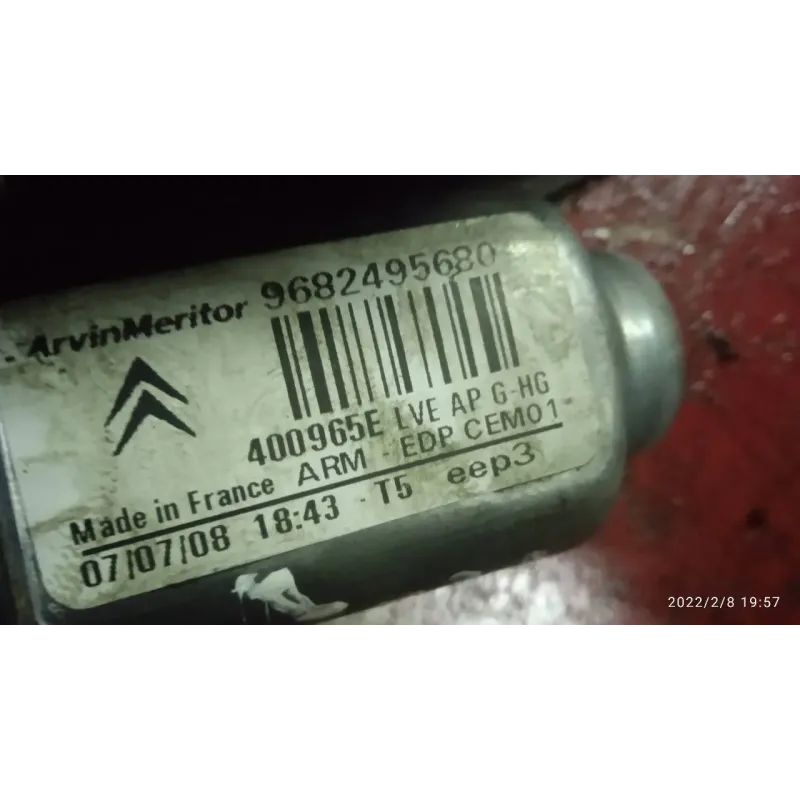 ArvinMeritor 9682495680
400965E LVE AP G-HG
Made in France ARM - EDP CEM01
07/07/08 18:43 - T5 eep3
2022/2/8 19:57